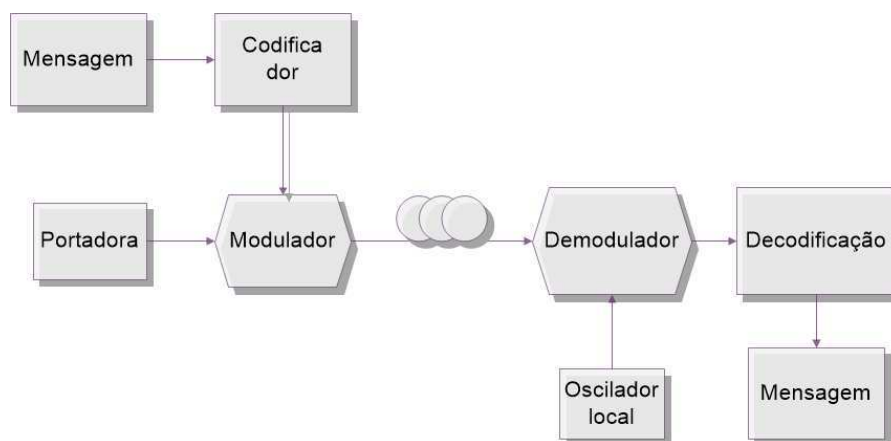 Mensagem
Codifica
dor
Portadora
Modulador
Demodulador
Decodificação
Oscilador
local
Mensagem